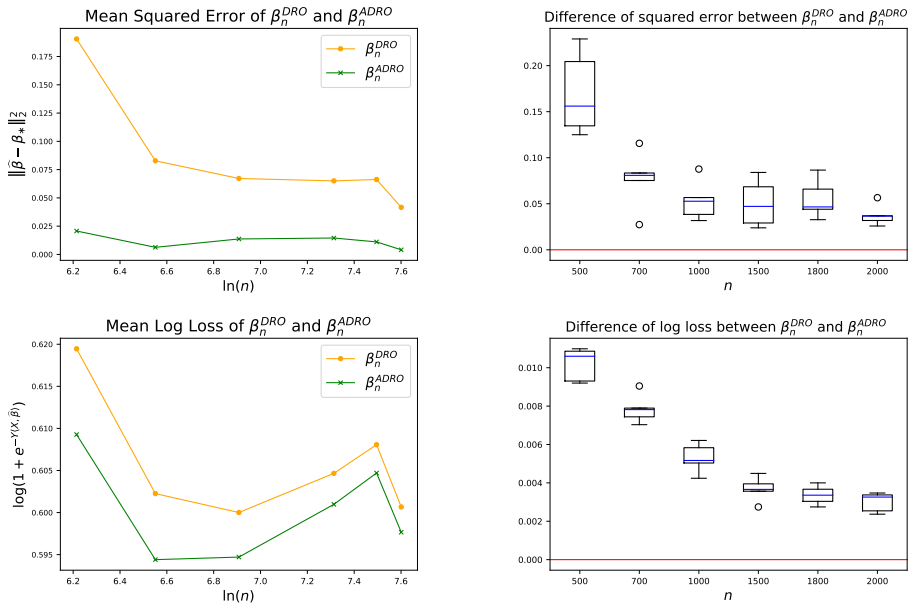 Mean Squared Error of β_n^{DRO} and β_n^{ADRO}
‖β̂ − β_*‖_2^2
0.175
0.150
0.125
0.100
0.075
0.050
0.025
0.000
β_n^{DRO}
β_n^{ADRO}
6.2 6.4 6.6 6.8 7.0 7.2 7.4 7.6
ln(n)
Difference of squared error between β_n^{DRO} and β_n^{ADRO}
0.20
0.15
0.10
0.05
0.00
500 700 1000 1500 1800 2000
n
Mean Log Loss of β_n^{DRO} and β_n^{ADRO}
log(1 + e^{−Y⟨X, β̂⟩})
0.620
0.615
0.610
0.605
0.600
0.595
β_n^{DRO}
β_n^{ADRO}
6.2 6.4 6.6 6.8 7.0 7.2 7.4 7.6
ln(n)
Difference of log loss between β_n^{DRO} and β_n^{ADRO}
0.010
0.008
0.006
0.004
0.002
0.000
500 700 1000 1500 1800 2000
n